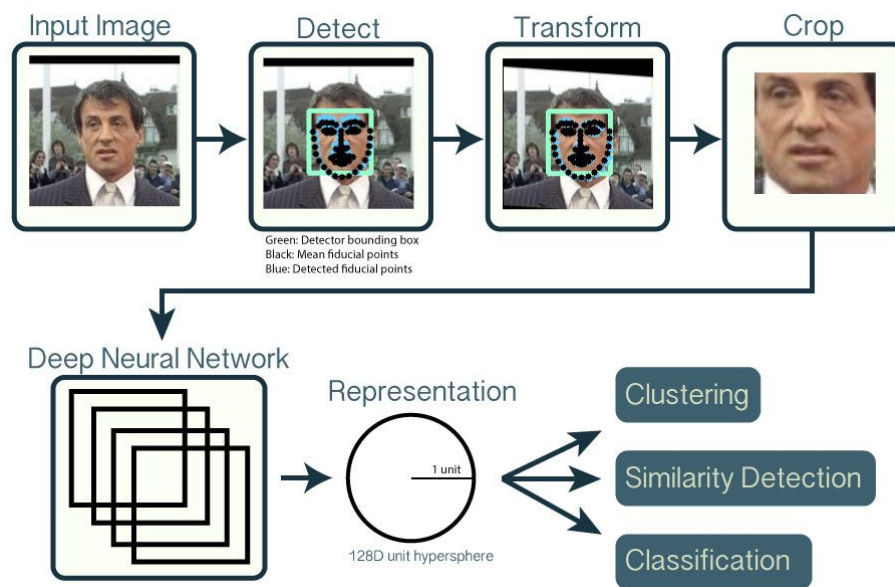 Input Image
Detect
Transform
Crop
Green: Detector bounding box
Black: Mean fiducial points
Blue: Detected fiducial points
Deep Neural Network
Representation
1 unit
128D unit hypersphere
Clustering
Similarity Detection
Classification